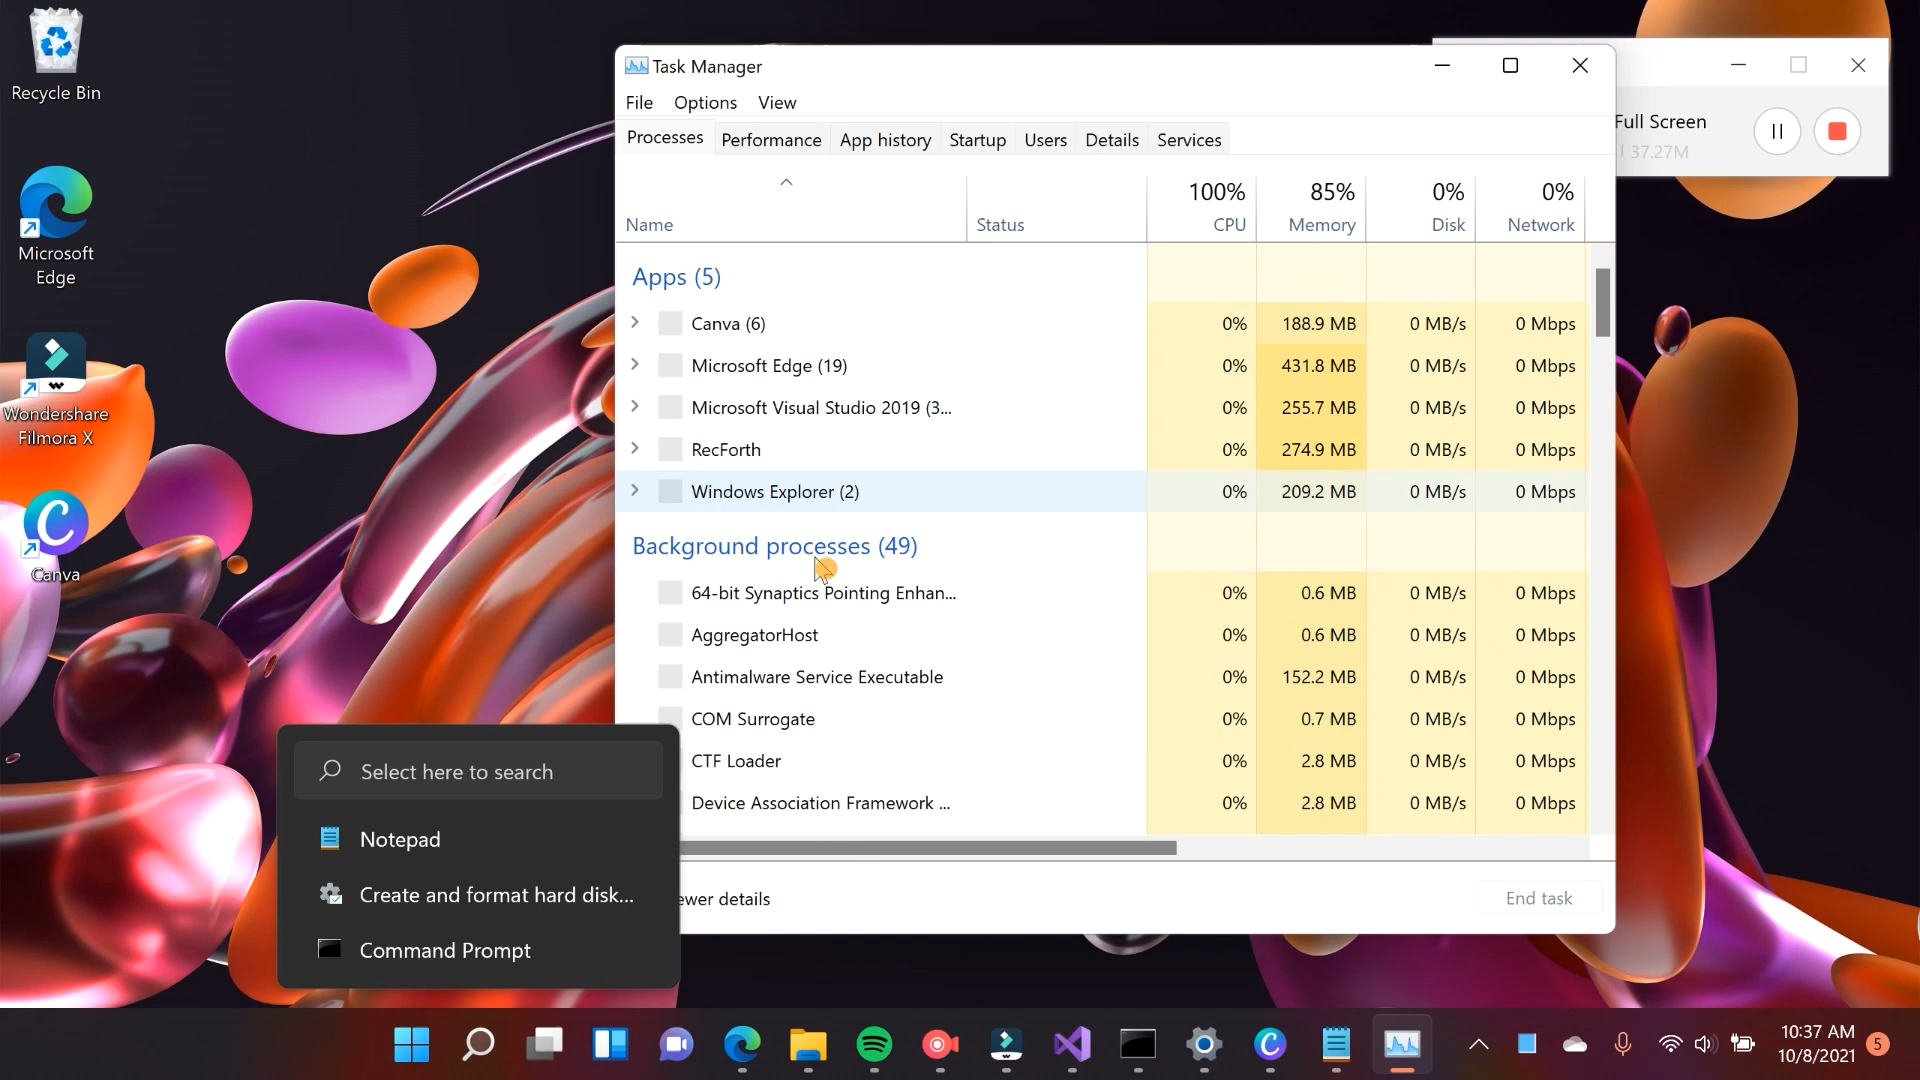 Recycle Bin
Microsoft
Edge
Wondershare
Filmora X
Canva
Task Manager
File Options View
Processes Performance App history Startup Users Details Services
100% 85% 0% 0%
Name Status CPU Memory Disk Network
Apps (5)
Canva (6) 0% 188.9 MB 0 MB/s 0 Mbps
Microsoft Edge (19) 0% 431.8 MB 0 MB/s 0 Mbps
Microsoft Visual Studio 2019 (3... 0% 255.7 MB 0 MB/s 0 Mbps
RecForth 0% 274.9 MB 0 MB/s 0 Mbps
Windows Explorer (2) 0% 209.2 MB 0 MB/s 0 Mbps
Background processes (49)
64-bit Synaptics Pointing Enhan... 0% 0.6 MB 0 MB/s 0 Mbps
AggregatorHost 0% 0.6 MB 0 MB/s 0 Mbps
Antimalware Service Executable 0% 152.2 MB 0 MB/s 0 Mbps
COM Surrogate 0% 0.7 MB 0 MB/s 0 Mbps
CTF Loader 0% 2.8 MB 0 MB/s 0 Mbps
Device Association Framework ... 0% 2.8 MB 0 MB/s 0 Mbps
ewer details End task
Full Screen
37.27M
Select here to search
Notepad
Create and format hard disk...
Command Prompt
10:37 AM
10/8/2021
5